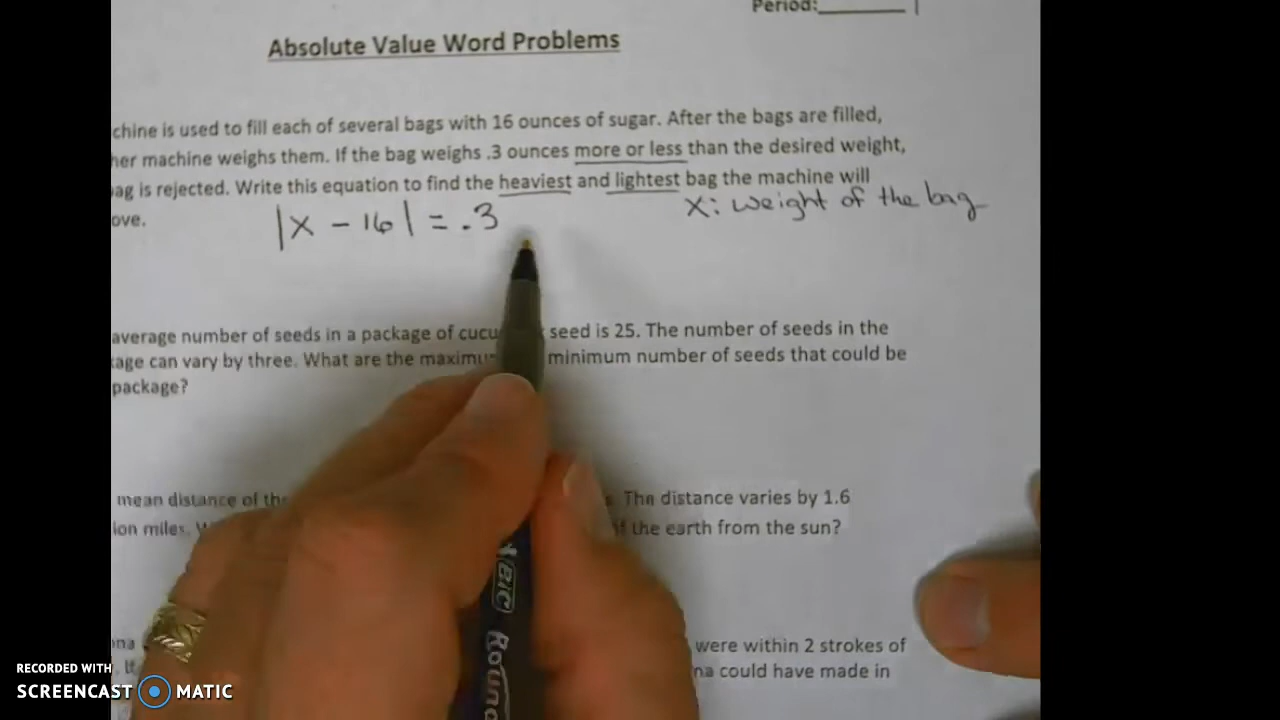 Period:
Absolute Value Word Problems
chine is used to fill each of several bags with 16 ounces of sugar. After the bags are filled,
her machine weighs them. If the bag weighs .3 ounces more or less than the desired weight,
bag is rejected. Write this equation to find the heaviest and lightest bag the machine will
ove.
|x - 16| = .3
x: weight of the bag
average number of seeds in a package of cucu seed is 25. The number of seeds in the
kage can vary by three. What are the maximu minimum number of seeds that could be
package?
mean distance of the . The distance varies by 1.6
ion miles. of the earth from the sun?
na were within 2 strokes of
. If na could have made in
BIC Round
RECORDED WITH
SCREENCAST MATIC